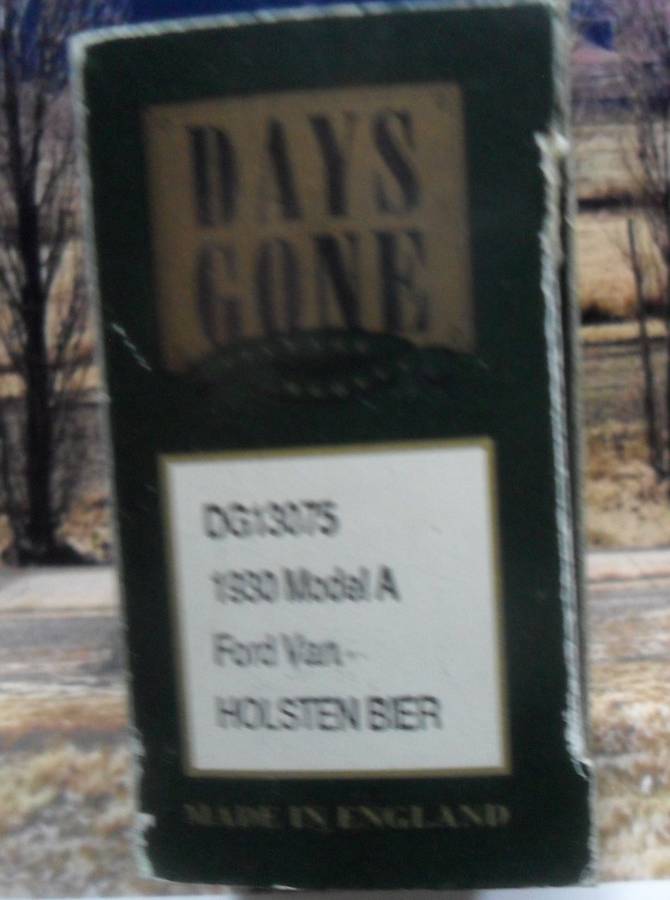 DAYS
GONE
DG13075
1930 Model A
Ford Van -
HOLSTEN BIER
MADE IN ENGLAND